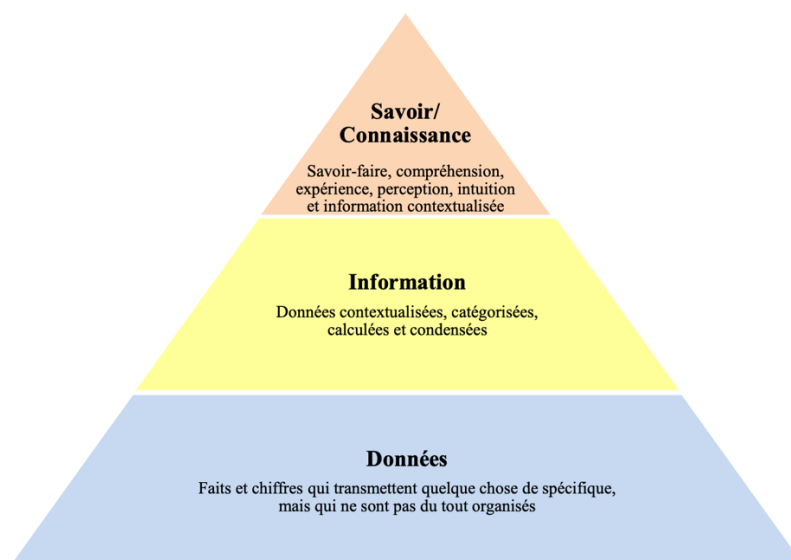 Savoir/
Connaissance
Savoir-faire, compréhension,
expérience, perception, intuition
et information contextualisée
Information
Données contextualisées, catégorisées,
calculées et condensées
Données
Faits et chiffres qui transmettent quelque chose de spécifique,
mais qui ne sont pas du tout organisés